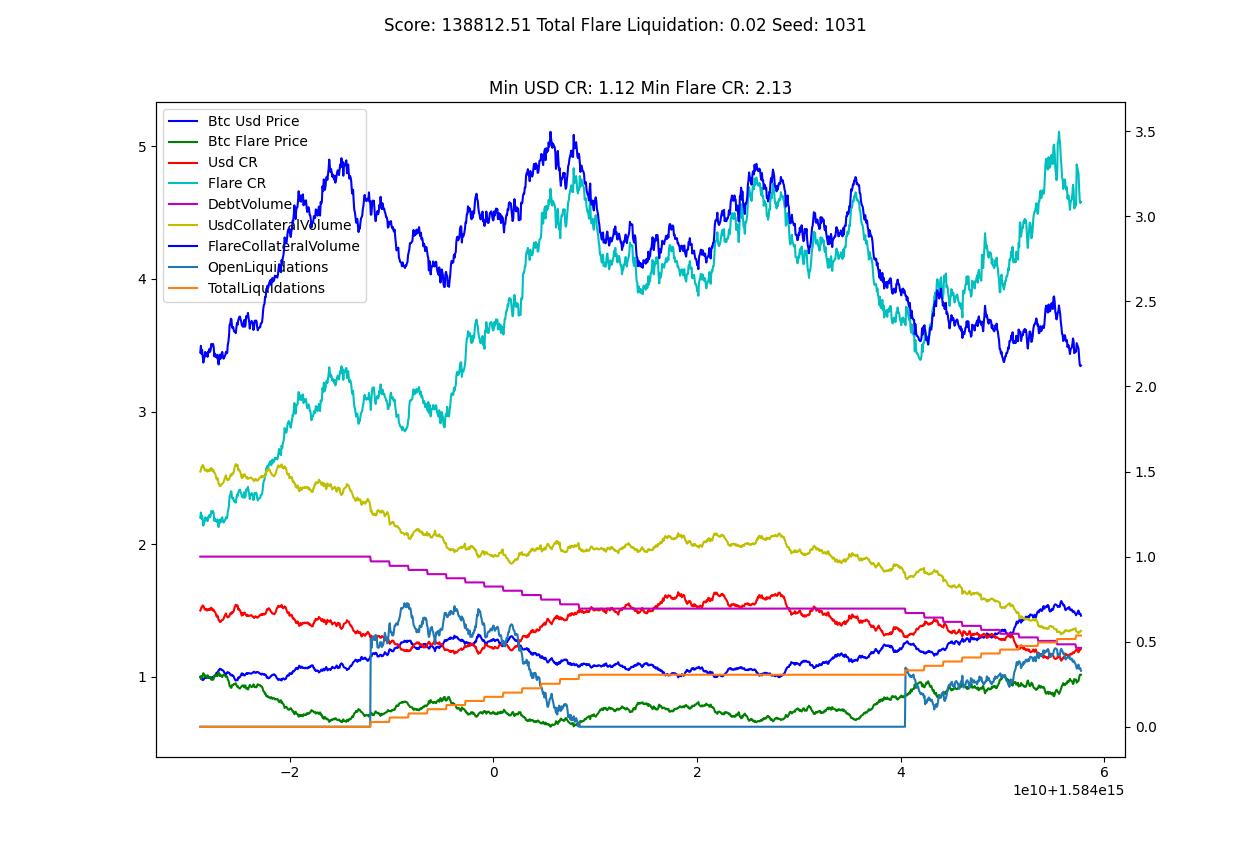 Score: 138812.51 Total Flare Liquidation: 0.02 Seed: 1031
Min USD CR: 1.12 Min Flare CR: 2.13
Btc Usd Price
Btc Flare Price
Usd CR
Flare CR
DebtVolume
UsdCollateralVolume
FlareCollateralVolume
OpenLiquidations
TotalLiquidations
5
4
3
2
1
3.5
3.0
2.5
2.0
1.5
1.0
0.5
0.0
−2
0
2
4
6
1e10+1.584e15